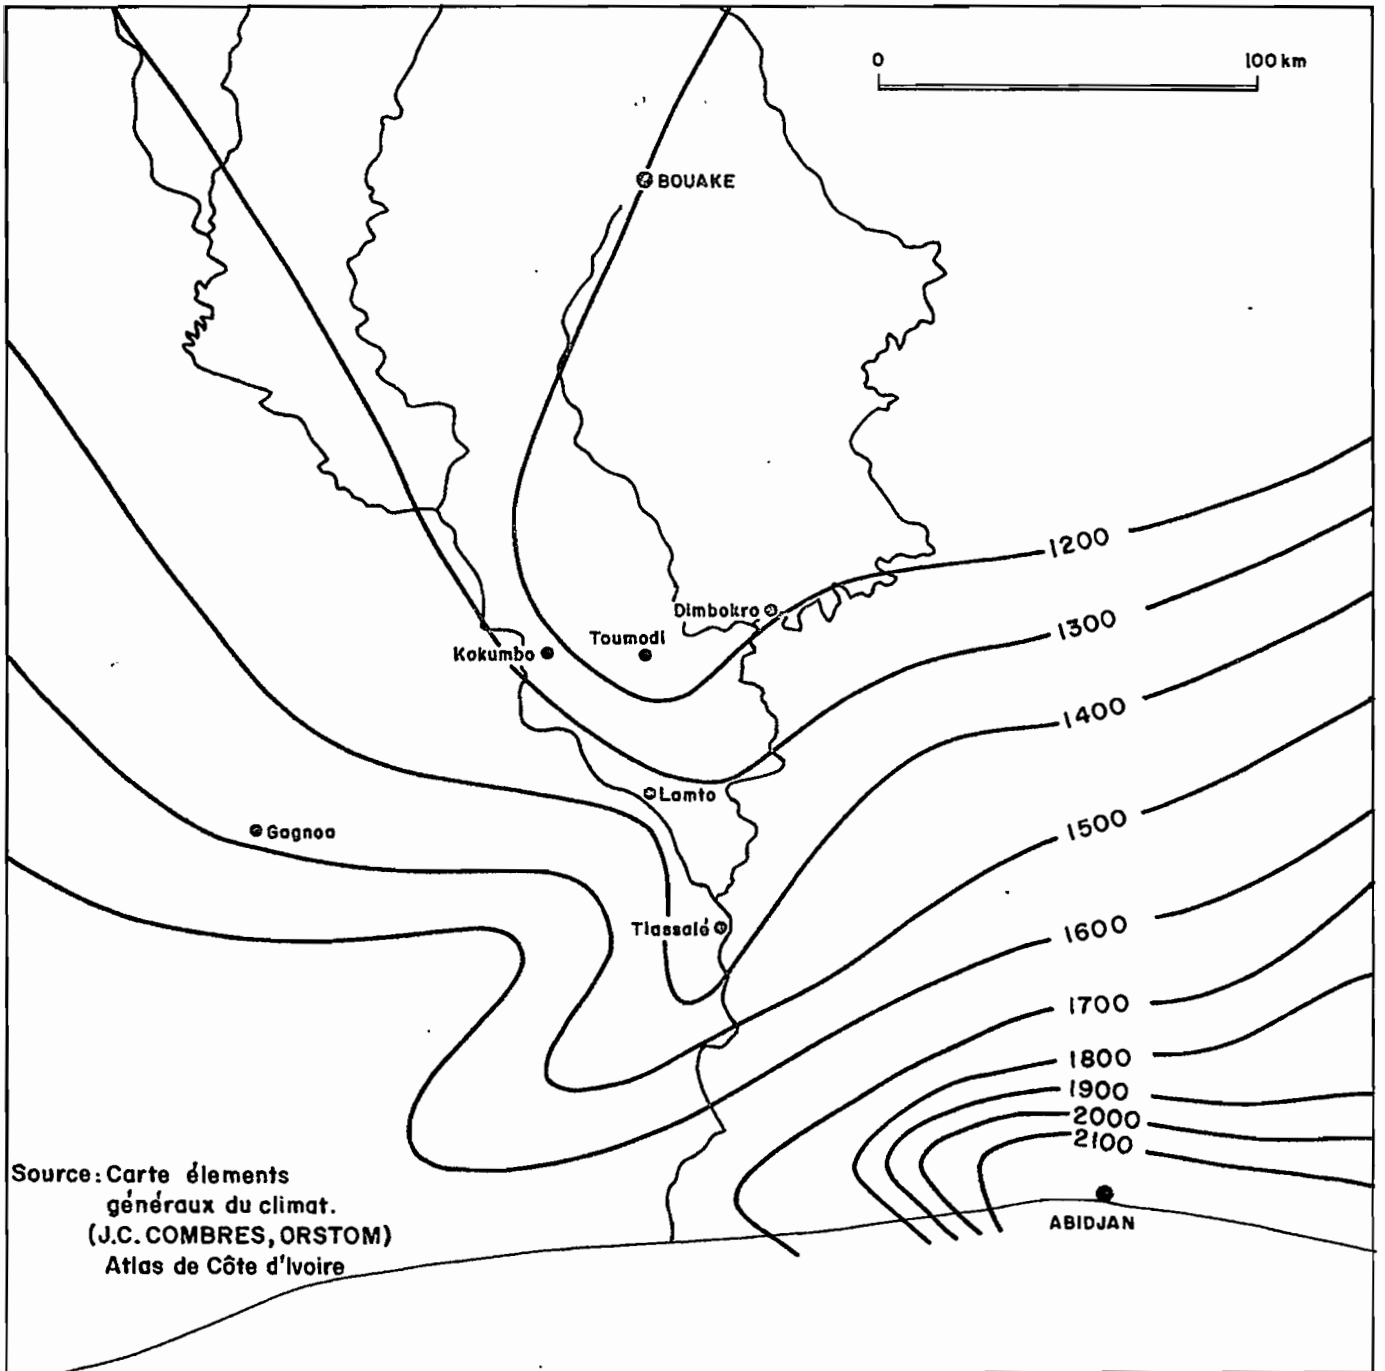 0 100 km
BOUAKE
1200
Dimbokro
1300
Toumodi
Kokumbo
1400
Lamto
1500
Gagnoa
Tiassalé
1600
1700
1800
1900
2000
2100
Source: Carte élements
généraux du climat.
(J.C. COMBRES, ORSTOM)
Atlas de Côte d'Ivoire
ABIDJAN